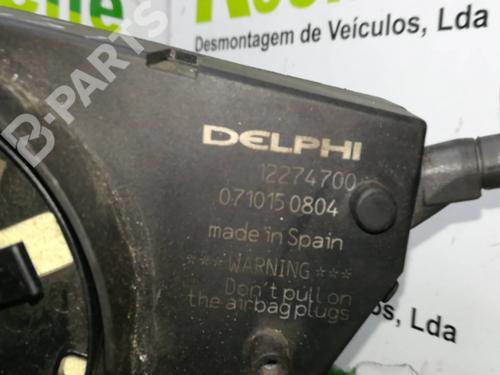 Desmontagem de Veículos, Lda
B-PARTS
DELPHI
12274700
0710150804
made in Spain
***WARNING***
Don't pull on
the airbag plugs
los, Lda